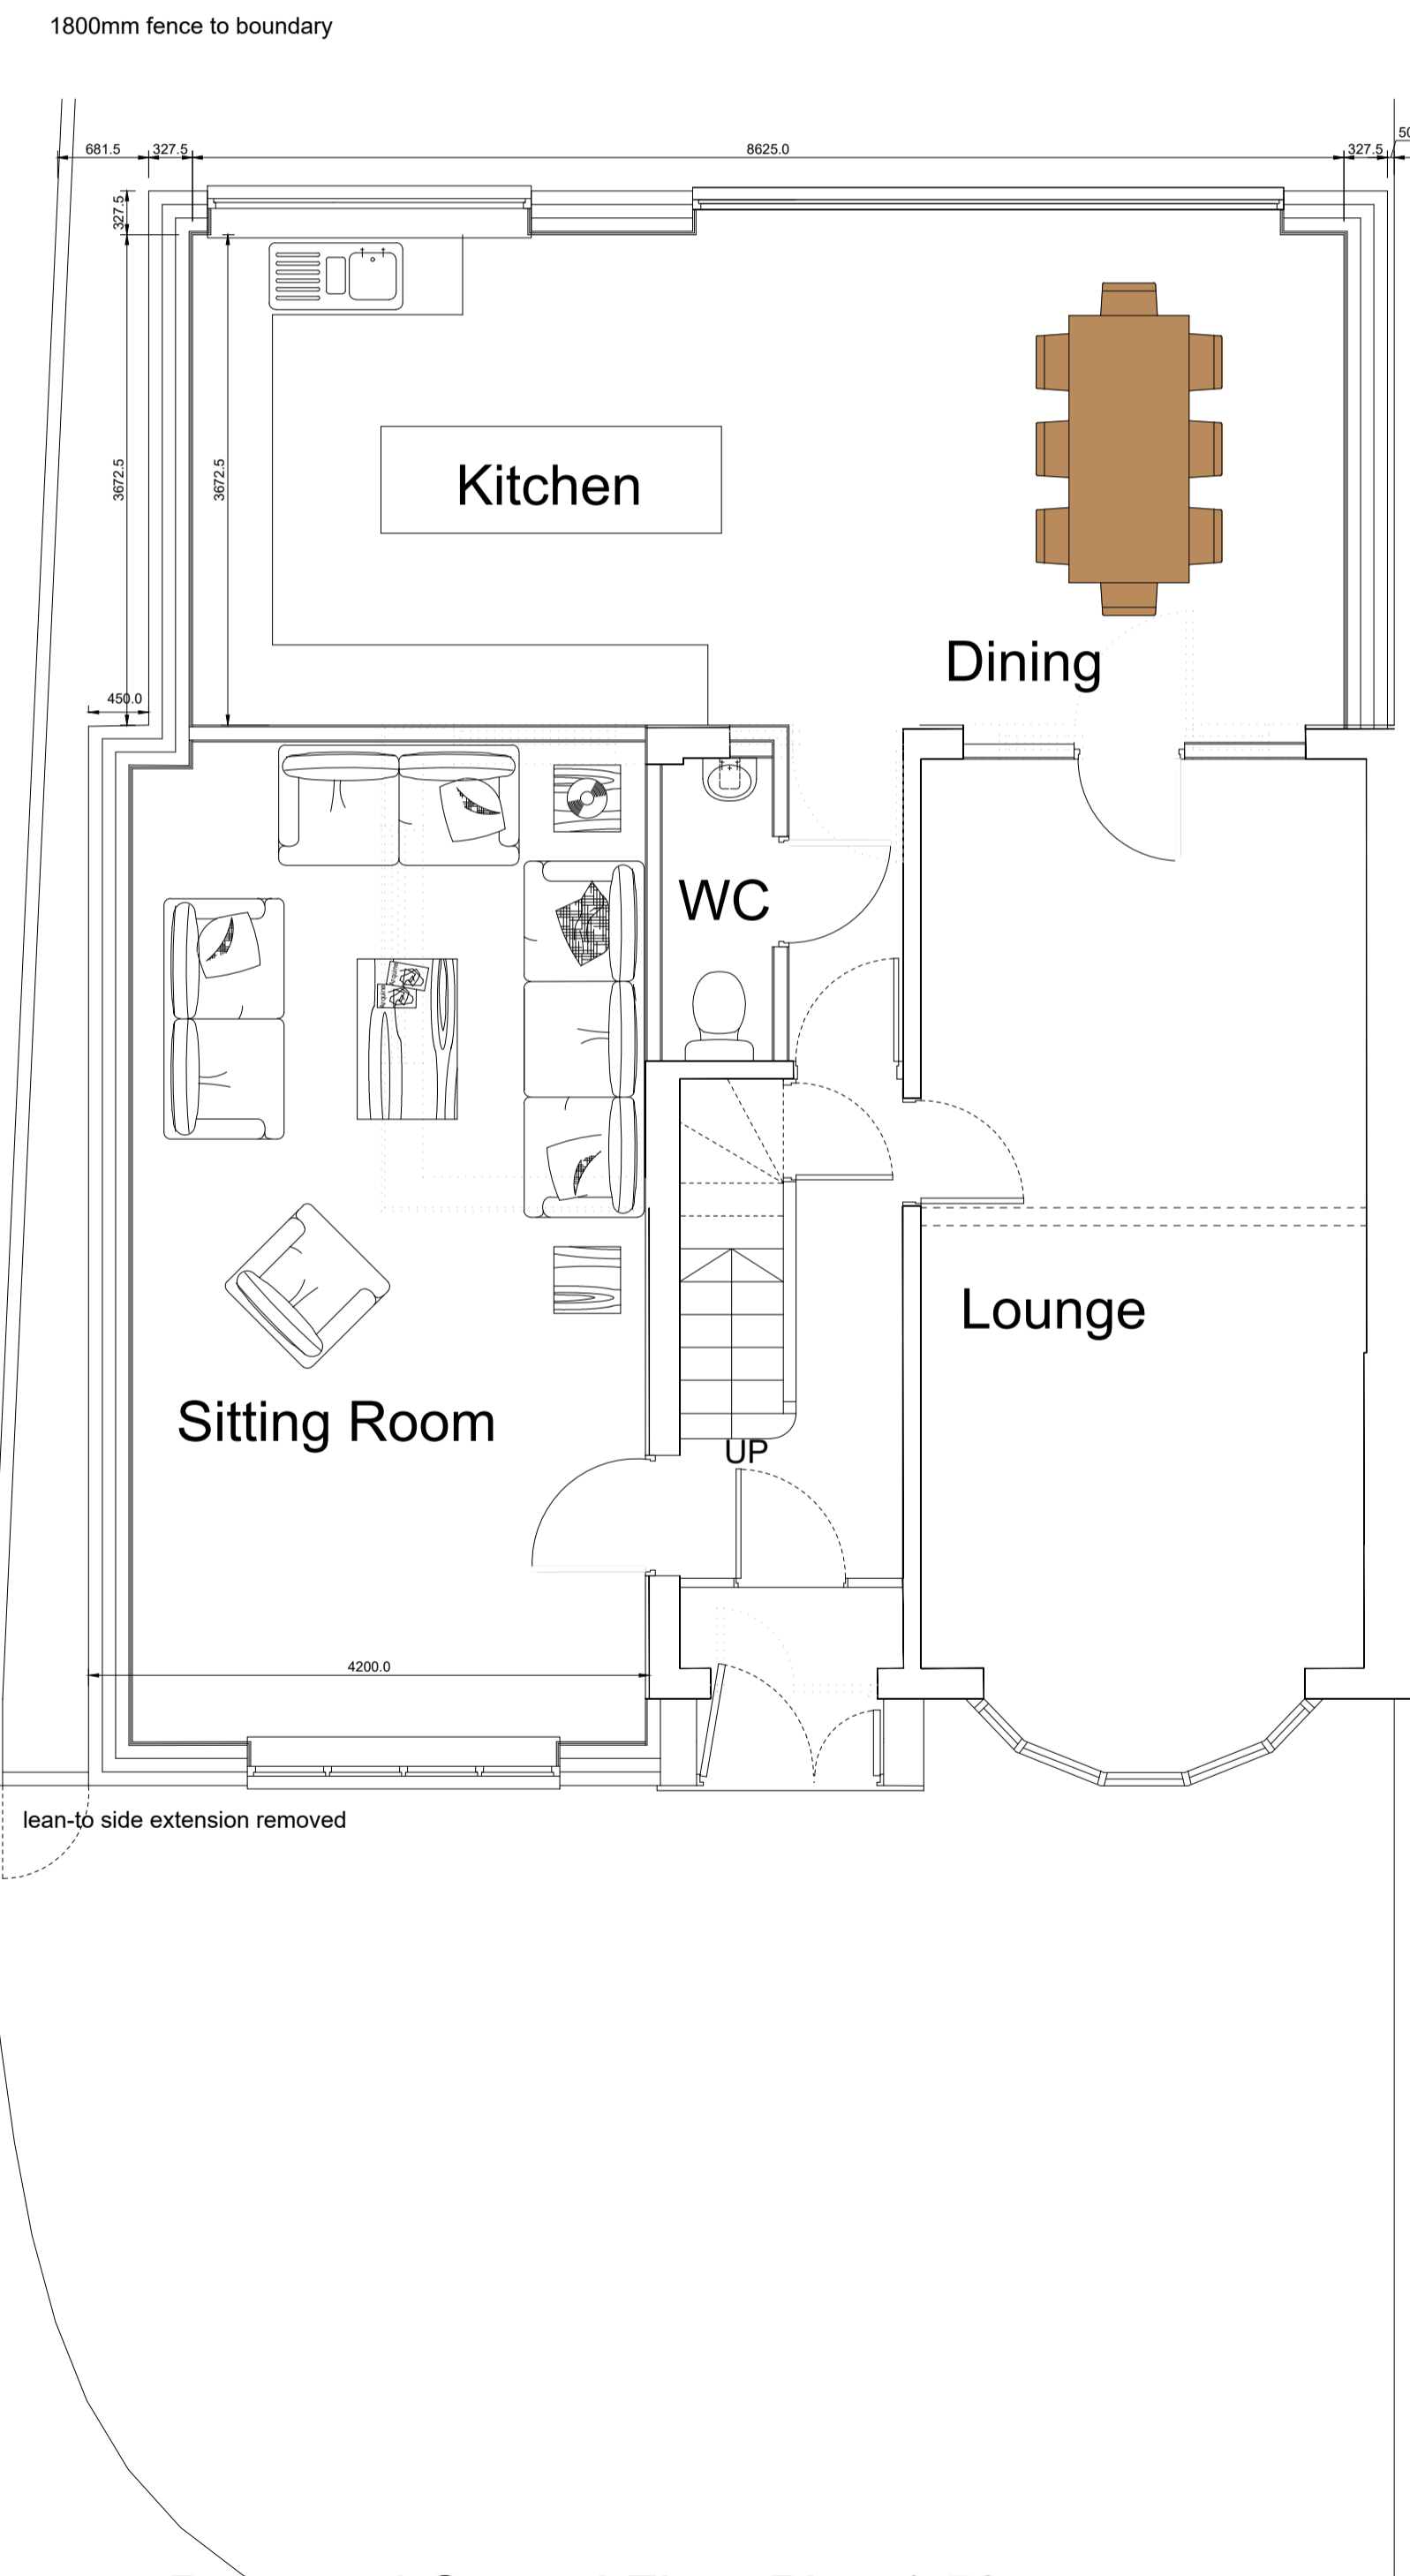 1800mm fence to boundary
681.5 327.5 8625.0 327.5 50
327.5
3672.5 3672.5
Kitchen
Dining
450.0
WC
Lounge
Sitting Room
UP
4200.0
lean-to side extension removed